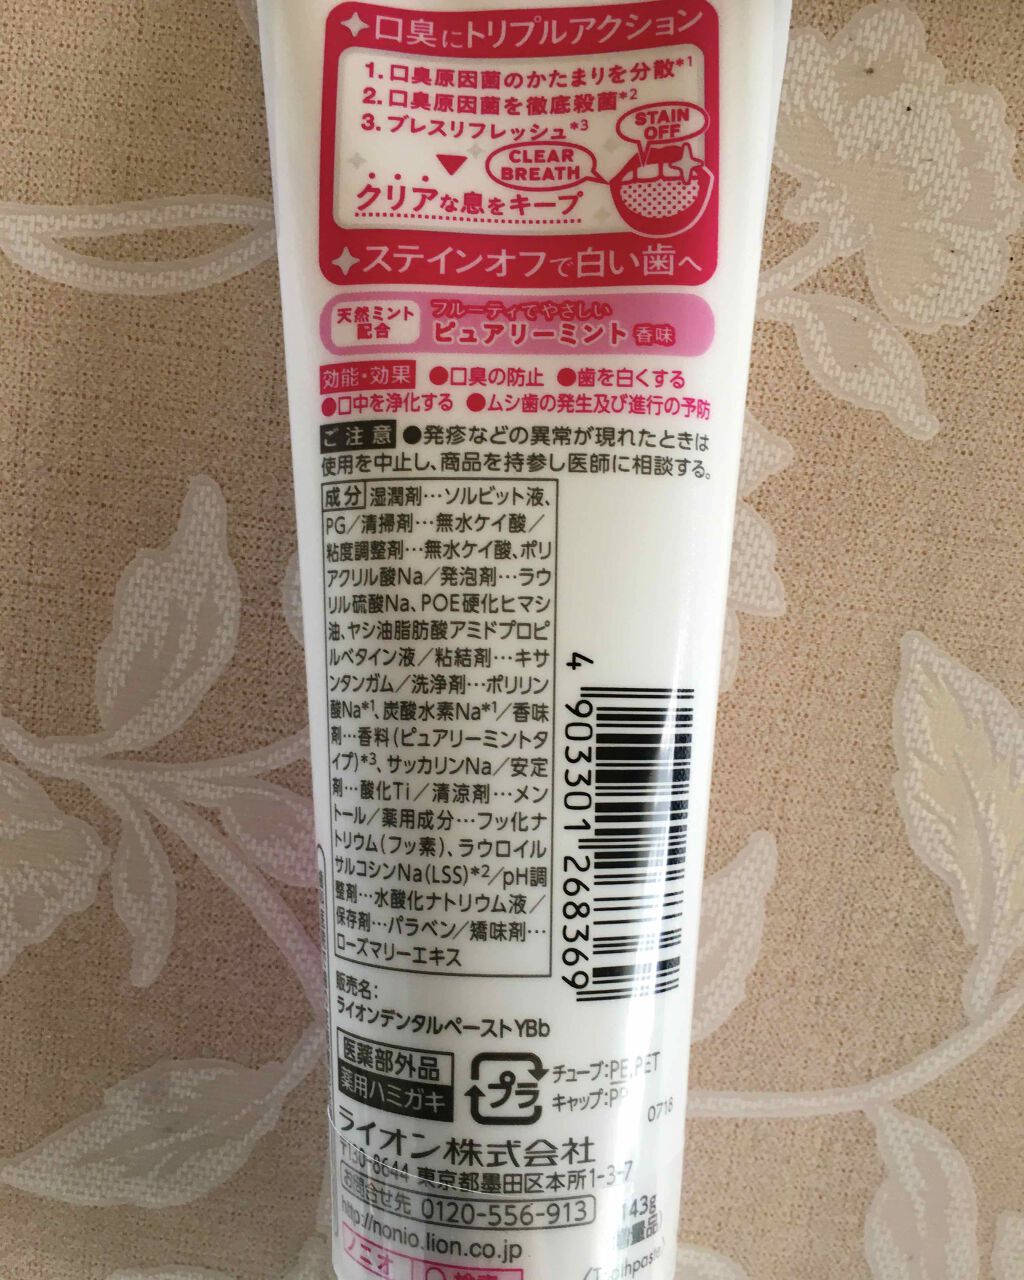 口臭にトリプルアクション
1. 口臭原因菌のかたまりを分散*1
2. 口臭原因菌を徹底殺菌*2
3. ブレスリフレッシュ*3
STAIN
OFF
CLEAR
BREATH
クリアな息をキープ
ステインオフで白い歯へ
天然ミント
配合
フルーティでやさしい
ピュアリーミント 香味
効能・効果 ●口臭の防止 ●歯を白くする
●口中を浄化する ●ムシ歯の発生及び進行の予防
ご注意 ●発疹などの異常が現れたときは
使用を中止し、商品を持参し医師に相談する。
成分 湿潤剤…ソルビット液、
PG/清掃剤…無水ケイ酸/
粘度調整剤…無水ケイ酸、ポリ
アクリル酸Na/発泡剤…ラウ
リル硫酸Na、POE硬化ヒマシ
油、ヤシ油脂肪酸アミドプロピ
ルベタイン液/粘結剤…キサ
ンタンガム/洗浄剤…ポリリン
酸Na*1、炭酸水素Na*1/香味
剤…香料(ピュアリーミントタ
イプ)*3、サッカリンNa/安定
剤…酸化Ti/清涼剤…メン
トール/薬用成分…フッ化ナ
トリウム(フッ素)、ラウロイル
サルコシンNa(LSS)*2/pH調
整剤…水酸化ナトリウム液/
保存剤…パラベン/矯味剤…
ローズマリーエキス
4 903301 268369
販売名:
ライオンデンタルペーストYBb
医薬部外品
薬用ハミガキ
プラ
チューブ:PE,PET
キャップ:PP
0718
ライオン株式会社
〒130-8644 東京都墨田区本所1-3-7
お問合せ先 0120-556-913
143g
http://nonio.lion.co.jp
ノニオ